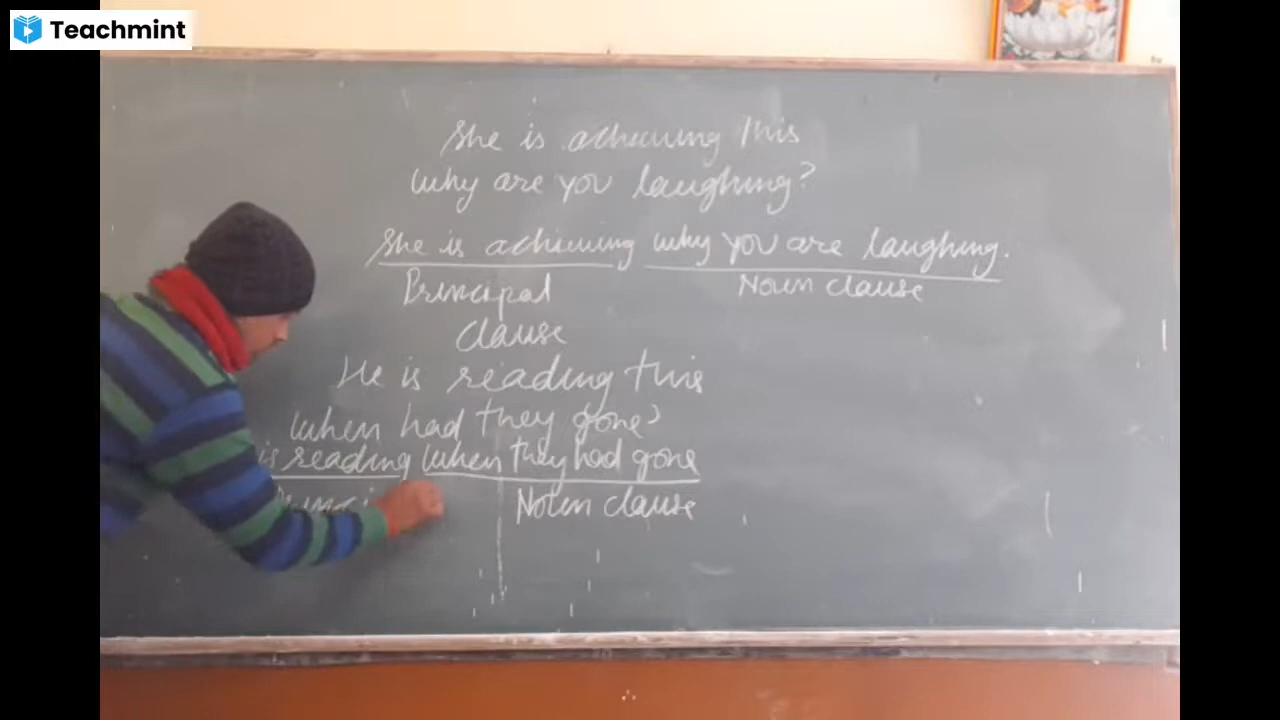 Teachmint
She is achieving this
why are you laughing?
She is achieving why you are laughing.
Principal
Noun clause
clause
He is reading this
when had they gone?
is reading when they had gone
Noun clause